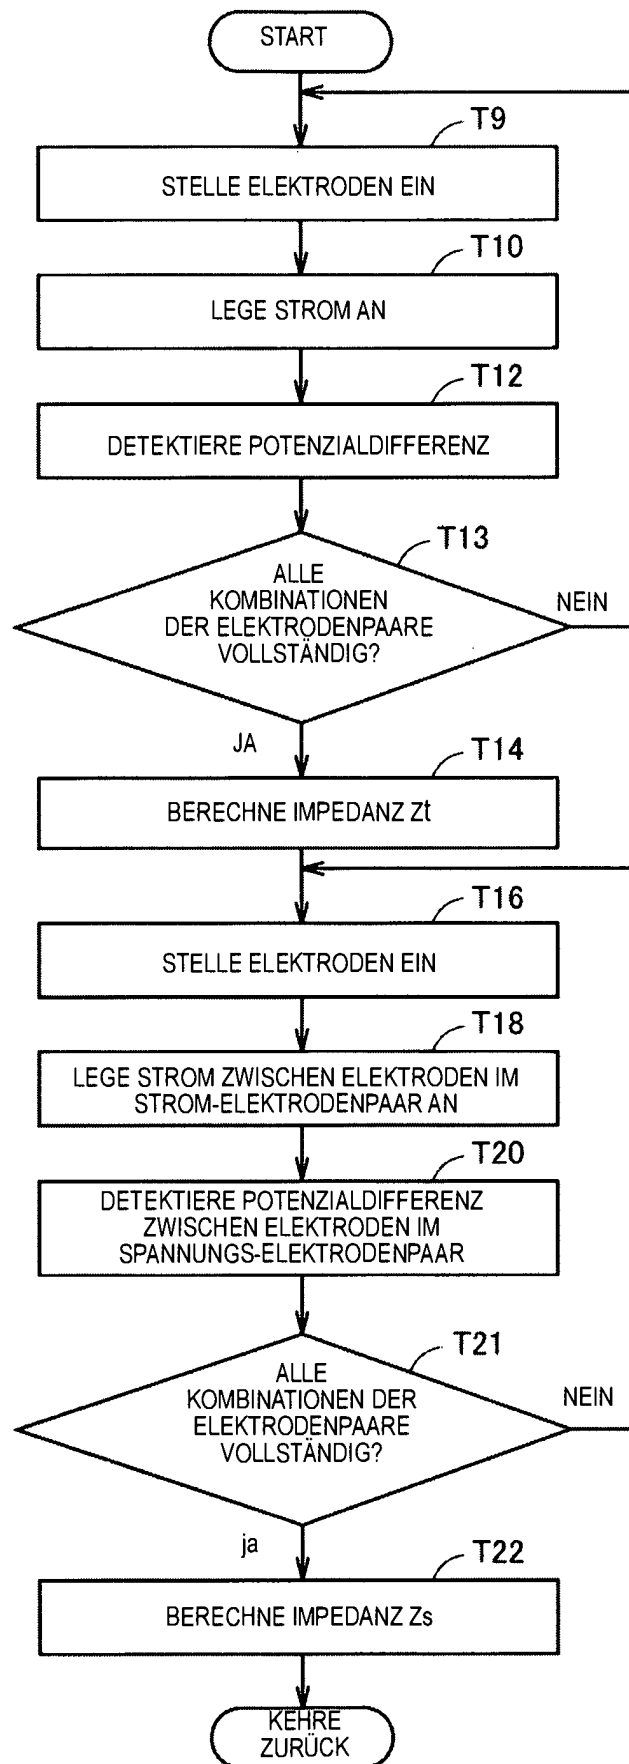 START
T9
STELLE ELEKTRODEN EIN
T10
LEGE STROM AN
T12
DETEKTIERE POTENZIALDIFFERENZ
T13
ALLE
KOMBINATIONEN
DER ELEKTRODENPAARE
VOLLSTÄNDIG?
NEIN
JA
T14
BERECHNE IMPEDANZ Zt
T16
STELLE ELEKTRODEN EIN
T18
LEGE STROM ZWISCHEN ELEKTRODEN IM
STROM-ELEKTRODENPAAR AN
T20
DETEKTIERE POTENZIALDIFFERENZ
ZWISCHEN ELEKTRODEN IM
SPANNUNGS-ELEKTRODENPAAR
T21
ALLE
KOMBINATIONEN DER
ELEKTRODENPAARE
VOLLSTÄNDIG?
NEIN
ja
T22
BERECHNE IMPEDANZ Zs
KEHRE
ZURÜCK